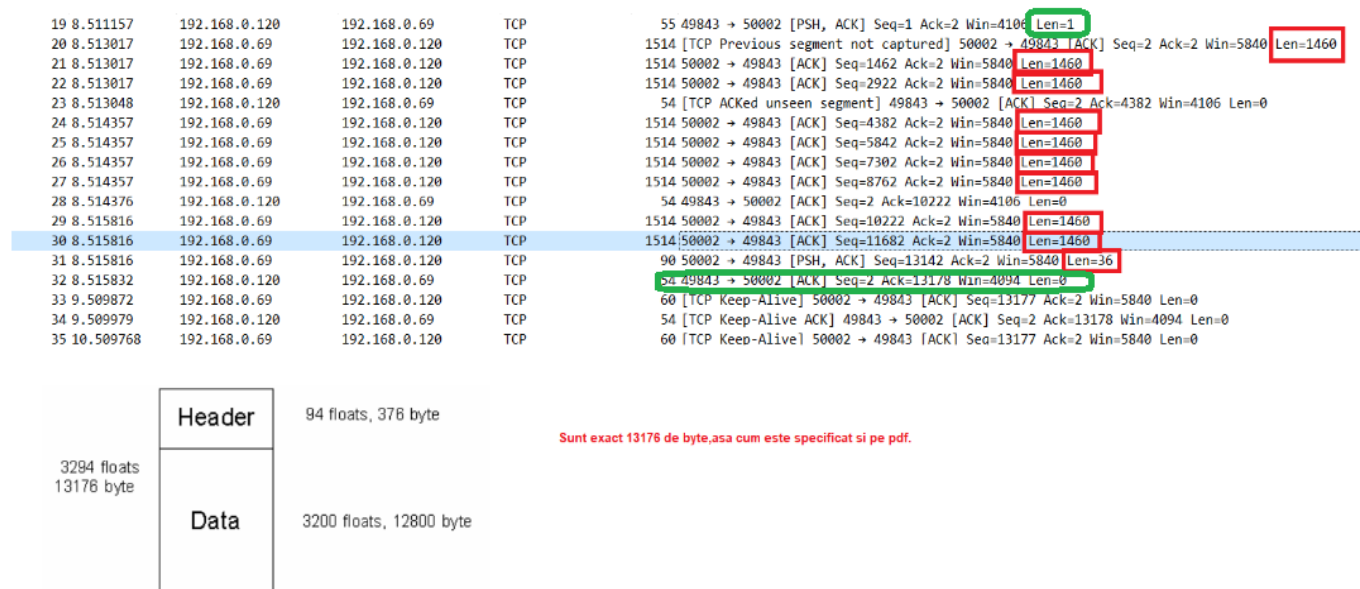 19 8.511157 192.168.0.120 192.168.0.69 TCP 55 49843 → 50002 [PSH, ACK] Seq=1 Ack=2 Win=4106 Len=1
20 8.513017 192.168.0.69 192.168.0.120 TCP 1514 [TCP Previous segment not captured] 50002 → 49843 [ACK] Seq=2 Ack=2 Win=5840 Len=1460
21 8.513017 192.168.0.69 192.168.0.120 TCP 1514 50002 → 49843 [ACK] Seq=1462 Ack=2 Win=5840 Len=1460
22 8.513017 192.168.0.69 192.168.0.120 TCP 1514 50002 → 49843 [ACK] Seq=2922 Ack=2 Win=5840 Len=1460
23 8.513048 192.168.0.120 192.168.0.69 TCP 54 [TCP ACKed unseen segment] 49843 → 50002 [ACK] Seq=2 Ack=4382 Win=4106 Len=0
24 8.514357 192.168.0.69 192.168.0.120 TCP 1514 50002 → 49843 [ACK] Seq=4382 Ack=2 Win=5840 Len=1460
25 8.514357 192.168.0.69 192.168.0.120 TCP 1514 50002 → 49843 [ACK] Seq=5842 Ack=2 Win=5840 Len=1460
26 8.514357 192.168.0.69 192.168.0.120 TCP 1514 50002 → 49843 [ACK] Seq=7302 Ack=2 Win=5840 Len=1460
27 8.514357 192.168.0.69 192.168.0.120 TCP 1514 50002 → 49843 [ACK] Seq=8762 Ack=2 Win=5840 Len=1460
28 8.514376 192.168.0.120 192.168.0.69 TCP 54 49843 → 50002 [ACK] Seq=2 Ack=10222 Win=4106 Len=0
29 8.515816 192.168.0.69 192.168.0.120 TCP 1514 50002 → 49843 [ACK] Seq=10222 Ack=2 Win=5840 Len=1460
30 8.515816 192.168.0.69 192.168.0.120 TCP 1514 50002 → 49843 [ACK] Seq=11682 Ack=2 Win=5840 Len=1460
31 8.515816 192.168.0.69 192.168.0.120 TCP 90 50002 → 49843 [PSH, ACK] Seq=13142 Ack=2 Win=5840 Len=36
32 8.515832 192.168.0.120 192.168.0.69 TCP 54 49843 → 50002 [ACK] Seq=2 Ack=13178 Win=4094 Len=0
33 9.509872 192.168.0.69 192.168.0.120 TCP 60 [TCP Keep-Alive] 50002 → 49843 [ACK] Seq=13177 Ack=2 Win=5840 Len=0
34 9.509979 192.168.0.120 192.168.0.69 TCP 54 [TCP Keep-Alive ACK] 49843 → 50002 [ACK] Seq=2 Ack=13178 Win=4094 Len=0
35 10.509768 192.168.0.69 192.168.0.120 TCP 60 [TCP Keep-Alive] 50002 → 49843 [ACK] Seq=13177 Ack=2 Win=5840 Len=0
Header
94 floats, 376 byte
Sunt exact 13176 de byte,asa cum este specificat si pe pdf.
3294 floats
13176 byte
Data
3200 floats, 12800 byte